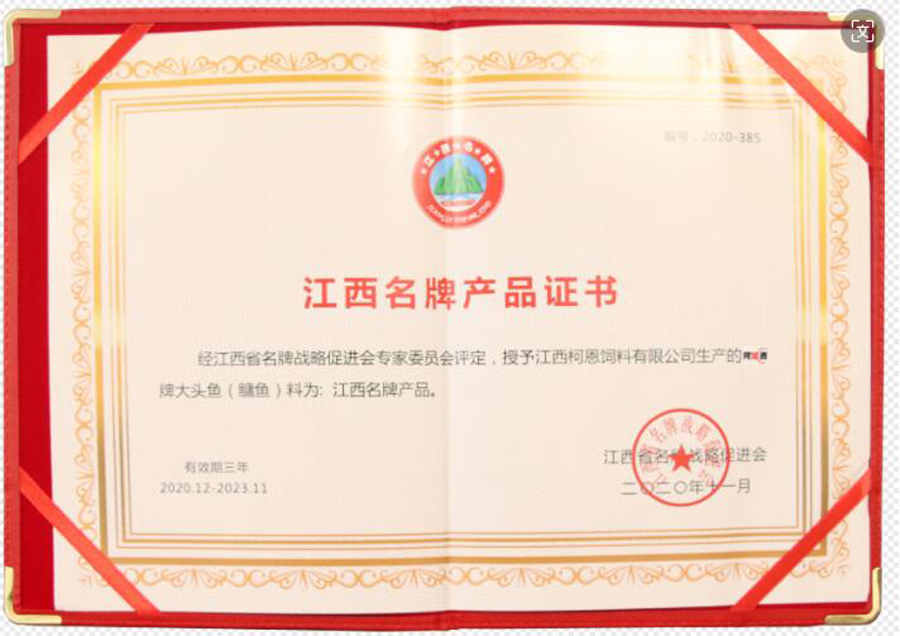 编号：2020-385
江西名牌
江西名牌产品证书
经江西省名牌战略促进会专家委员会评定，授予江西柯恩饲料有限公司生产的
牌大头鱼（鳙鱼）料为：江西名牌产品。
有效期三年
2020.12-2023.11
江西省名牌战略促进会
二〇二〇年十一月